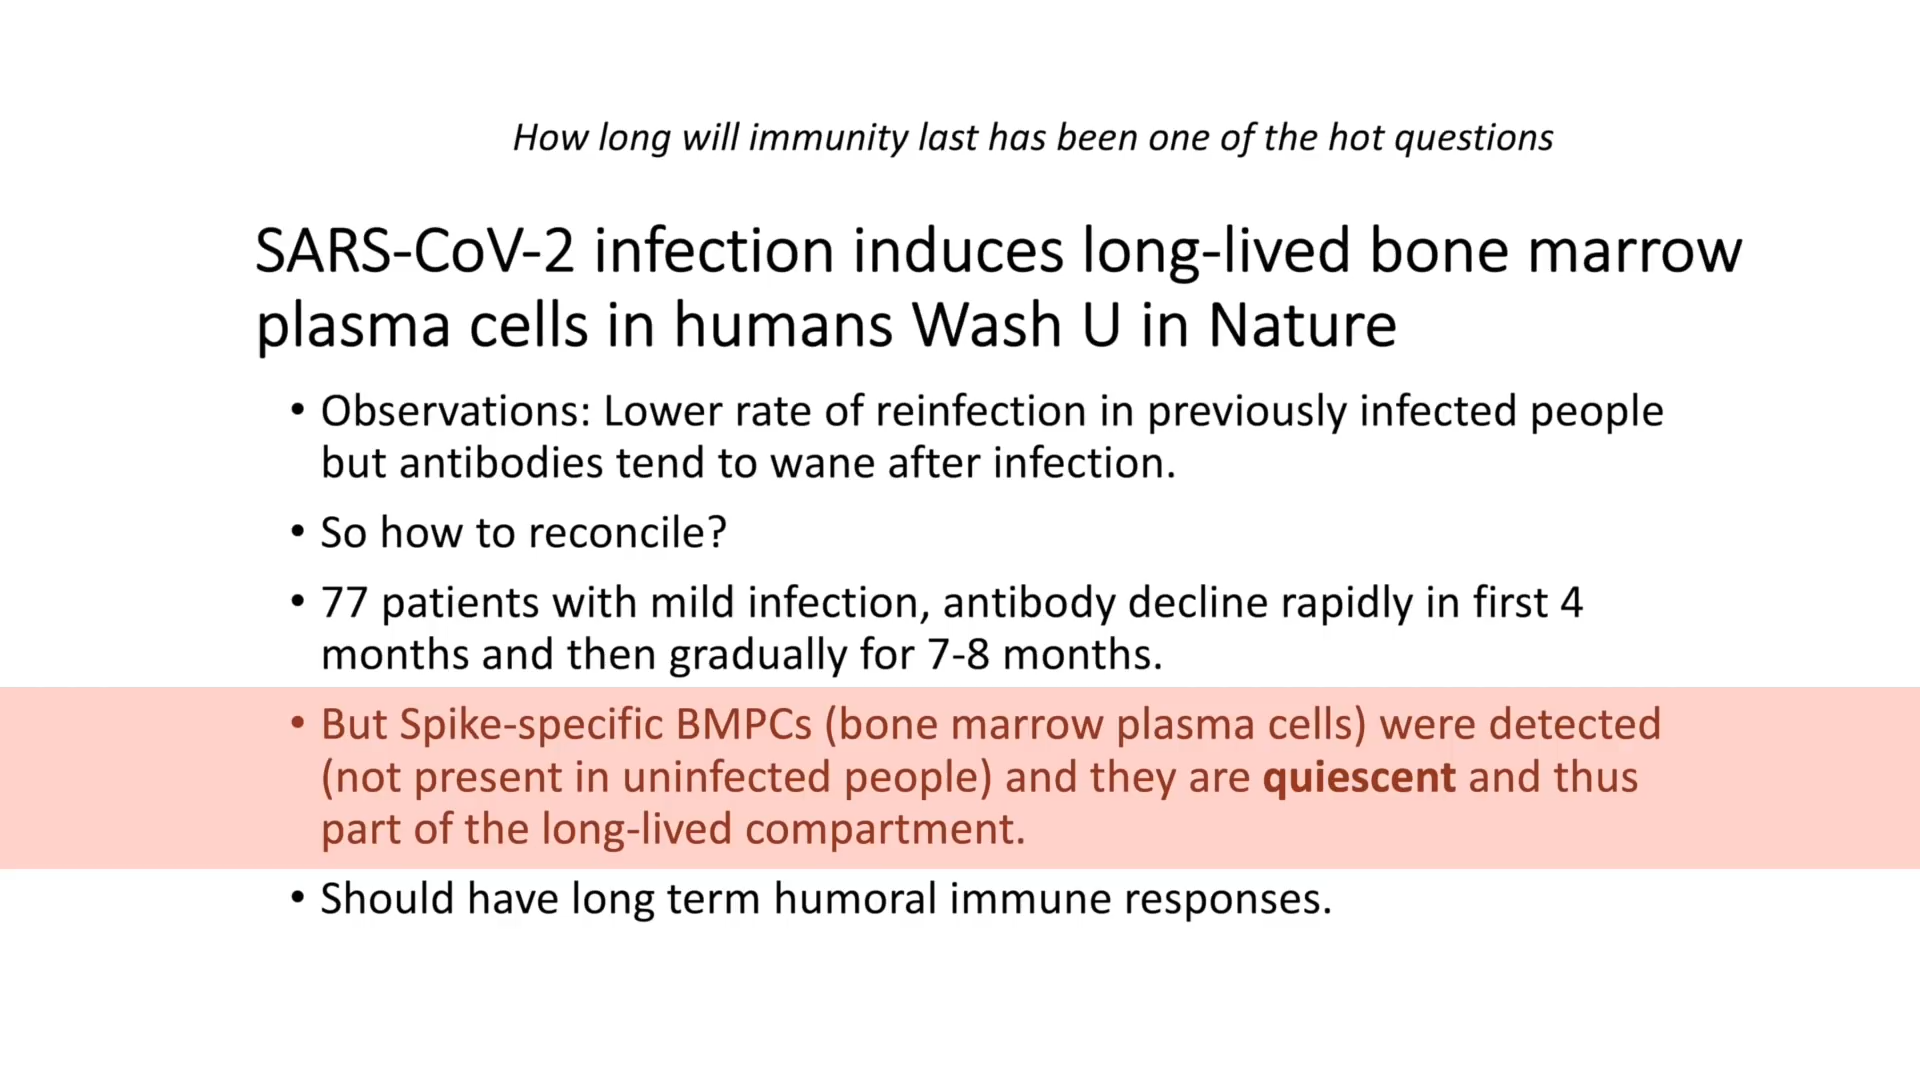 How long will immunity last has been one of the hot questions
SARS-CoV-2 infection induces long-lived bone marrow
plasma cells in humans Wash U in Nature
• Observations: Lower rate of reinfection in previously infected people
but antibodies tend to wane after infection.
• So how to reconcile?
• 77 patients with mild infection, antibody decline rapidly in first 4
months and then gradually for 7-8 months.
• But Spike-specific BMPCs (bone marrow plasma cells) were detected
(not present in uninfected people) and they are quiescent and thus
part of the long-lived compartment.
• Should have long term humoral immune responses.